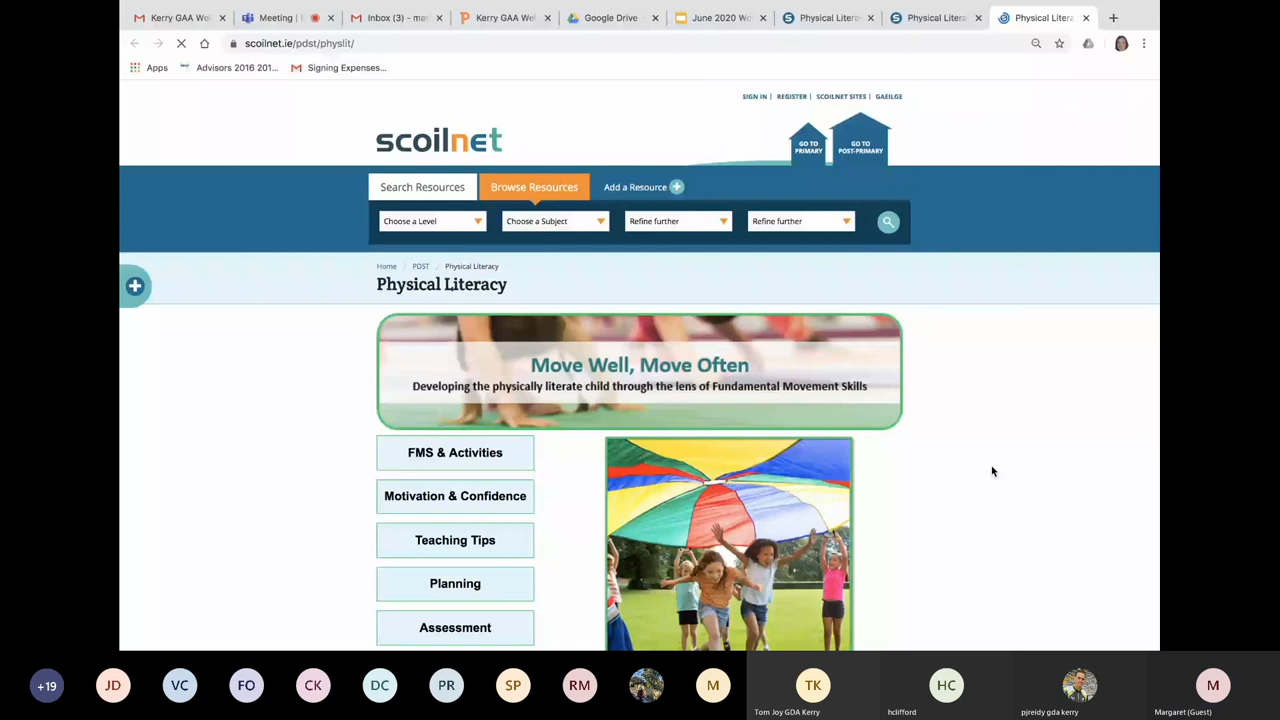 Kerry GAA We
Meeting |
Inbox (3) - ma
Kerry GAA We
Google Drive
June 2020 Wo
Physical Litera
Physical Litera
Physical Litera
scoilnet.ie/pdst/physlit/
Apps
Advisors 2016 201...
Signing Expenses...
SIGN IN | REGISTER | SCOILNET SITES | GAEILGE
scoilnet
GO TO
PRIMARY
GO TO
POST-PRIMARY
Search Resources
Browse Resources
Add a Resource
Choose a Level
Choose a Subject
Refine further
Refine further
Home / PDST / Physical Literacy
Physical Literacy
Move Well, Move Often
Developing the physically literate child through the lens of Fundamental Movement Skills
FMS & Activities
Motivation & Confidence
Teaching Tips
Planning
Assessment
+19
JD
VC
FO
CK
DC
PR
SP
RM
M
TK
HC
M
Tom Joy GDA Kerry
hclifford
pjreidy gda kerry
Margaret (Guest)